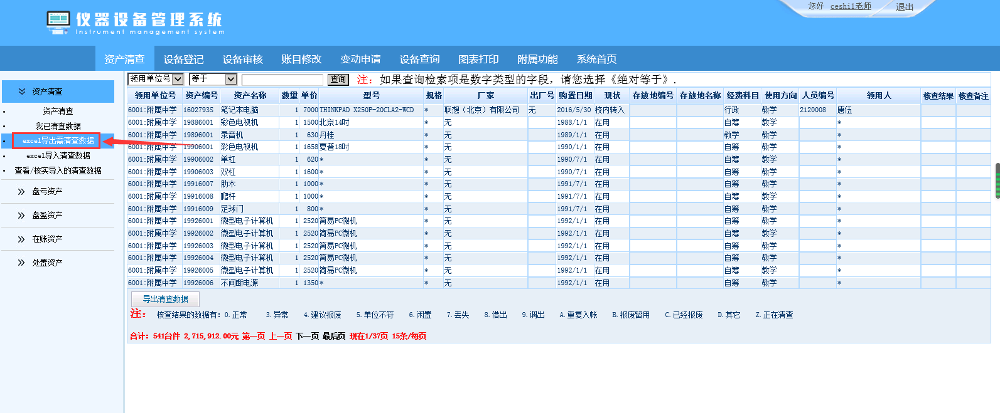 仪器设备管理系统
Instrument management system
您好 ceshi1老师 退出
资产清查 设备登记 设备审核 账目修改 变动申请 设备查询 图表打印 附属功能 系统首页
资产清查
资产清查
我已清查数据
excel导出需清查数据
excel导入清查数据
查看/核实导入的清查数据
盘亏资产
盘盈资产
在账资产
处置资产
领用单位号 等于 查询 注：如果查询检索项是数字类型的字段，请您选择《绝对等于》.
领用单位号 资产编号 资产名称 数量 单价 型号 规格 厂家 出厂号 购置日期 现状 存放地编号 存放地名称 经费科目 使用方向 人员编号 领用人 核查结果 核查备注
6001:附属中学 1602793S 笔记本电脑 1 7000 THINKPAD X250P-20CLA2-WCD * 联想（北京）有限公司 无 2016/5/30 校内转入 行政 教学 2120008 唐伍
6001:附属中学 19886001 彩色电视机 1 1500 北京14吋 * 无 1988/1/1 在用 自筹 教学 *
6001:附属中学 19896001 录音机 1 630 丹桂 * 无 1989/1/1 在用 教学 教学 *
6001:附属中学 19906001 彩色电视机 1 1658 夏普18吋 * 无 1990/1/1 在用 自筹 教学 *
6001:附属中学 19906002 单杠 1 620 * * 无 1990/7/1 在用 自筹 教学 *
6001:附属中学 19906003 双杠 1 1600 * * 无 1990/7/1 在用 自筹 教学 *
6001:附属中学 19916007 肋木 1 1000 * * 无 1991/7/1 在用 自筹 教学 *
6001:附属中学 19916008 爬杆 1 1000 * * 无 1991/7/1 在用 自筹 教学 *
6001:附属中学 19916009 足球门 1 800 * * 无 1991/7/1 在用 自筹 教学 *
6001:附属中学 19926001 微型电子计算机 1 2520 简易PC微机 * 无 1992/1/1 在用 自筹 教学 *
6001:附属中学 19926002 微型电子计算机 1 2520 简易PC微机 * 无 1992/1/1 在用 自筹 教学 *
6001:附属中学 19926003 微型电子计算机 1 2520 简易PC微机 * 无 1992/1/1 在用 自筹 教学 *
6001:附属中学 19926004 微型电子计算机 1 2520 简易PC微机 * 无 1992/1/1 在用 自筹 教学 *
6001:附属中学 19926005 微型电子计算机 1 2520 简易PC微机 * 无 1992/1/1 在用 自筹 教学 *
6001:附属中学 19926006 不间断电源 1 1350 * * 无 1992/1/1 在用 自筹 教学 *
导出清查数据
注： 核查结果的数据有：0.正常 3.异常 4.建议报废 5.单位不符 6.闲置 7.丢失 8.借出 9.调出 A.重复入帐 B.报废留用 C.已经报废 D.其它 Z.正在清查
合计：541台件 2,715,912.00元 第一页 上一页 下一页 最后页 现在1/37页 15条/每页